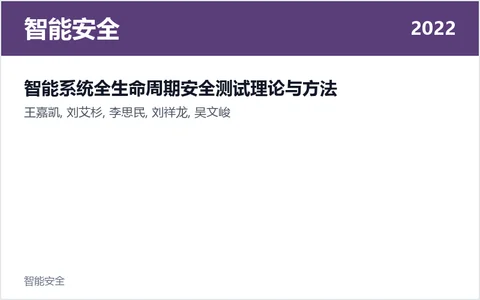 智能安全
2022
智能系统全生命周期安全测试理论与方法
王嘉凯, 刘艾杉, 李思民, 刘祥龙, 吴文峻
智能安全